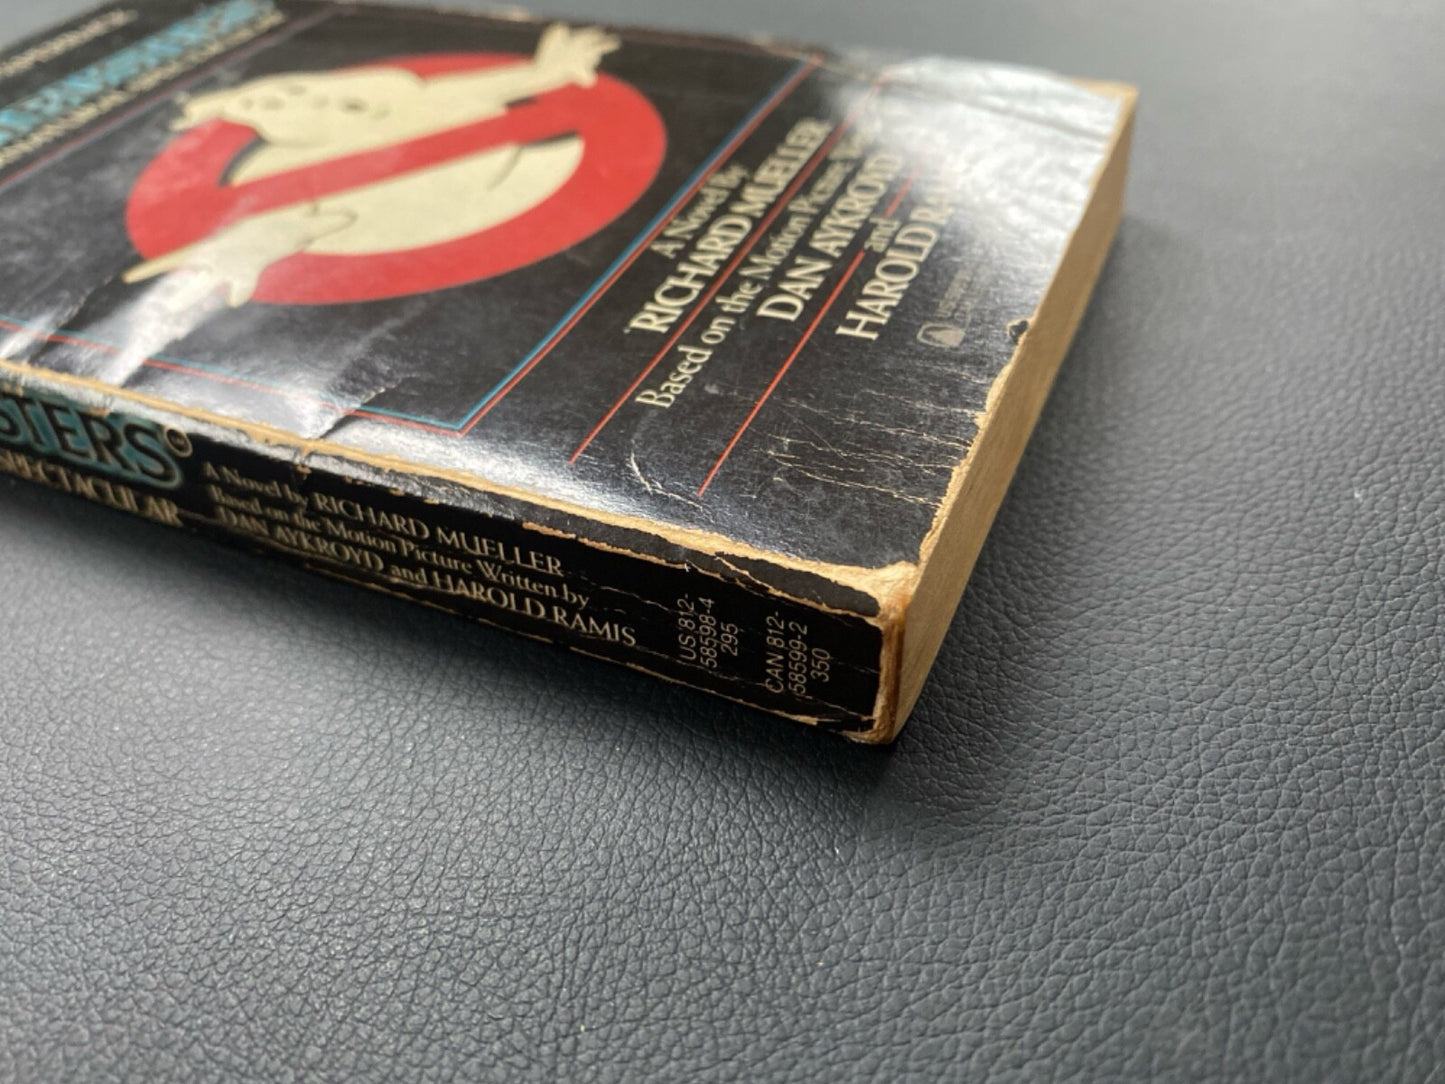 A Novel by
RICHARD MUELLER
Based on the Motion Picture
DAN AYKROYD
and
HAROLD
STERS
SPECTACULAR
A Novel by RICHARD MUELLER
Based on the Motion Picture Written by
DAN AYKROYD and HAROLD RAMIS
US 812-
58598-4
295
CAN 812-
58599-2
350